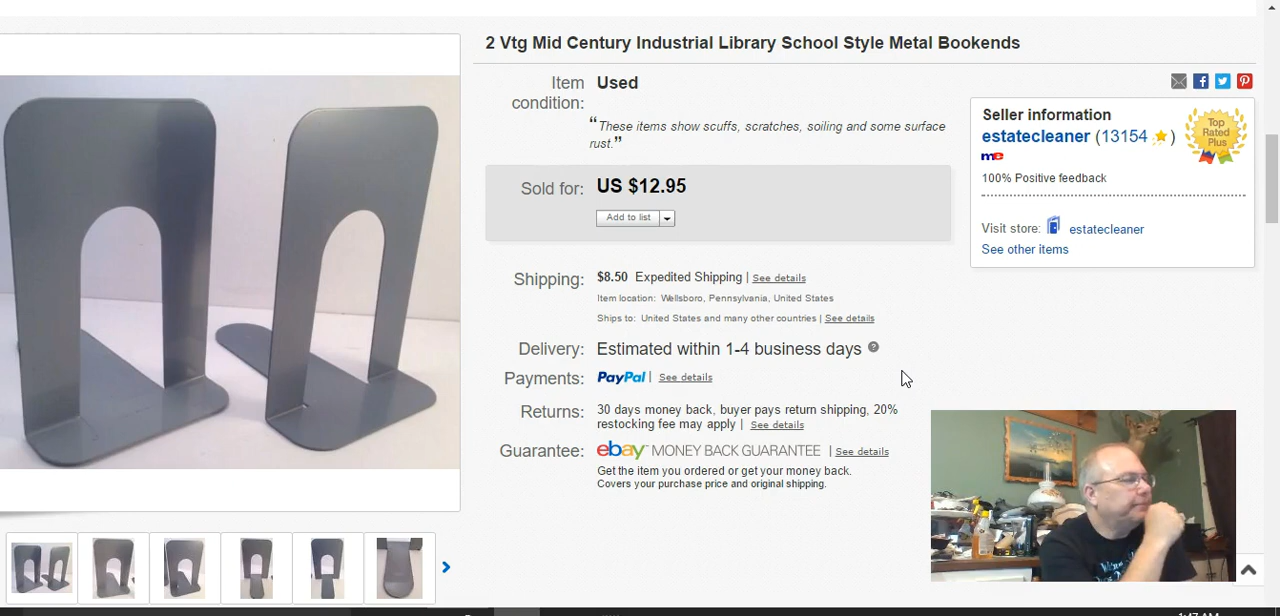 2 Vtg Mid Century Industrial Library School Style Metal Bookends
Item condition:
Used
“These items show scuffs, scratches, soiling and some surface
rust.”
Sold for:
US $12.95
Add to list
Shipping:
$8.50 Expedited Shipping | See details
Item location: Wellsboro, Pennsylvania, United States
Ships to: United States and many other countries | See details
Delivery:
Estimated within 1-4 business days
Payments:
PayPal | See details
Returns:
30 days money back, buyer pays return shipping, 20%
restocking fee may apply | See details
Guarantee:
ebay MONEY BACK GUARANTEE | See details
Get the item you ordered or get your money back.
Covers your purchase price and original shipping.
Seller information
estatecleaner (13154)
me
100% Positive feedback
Top
Rated
Plus
Visit store: estatecleaner
See other items